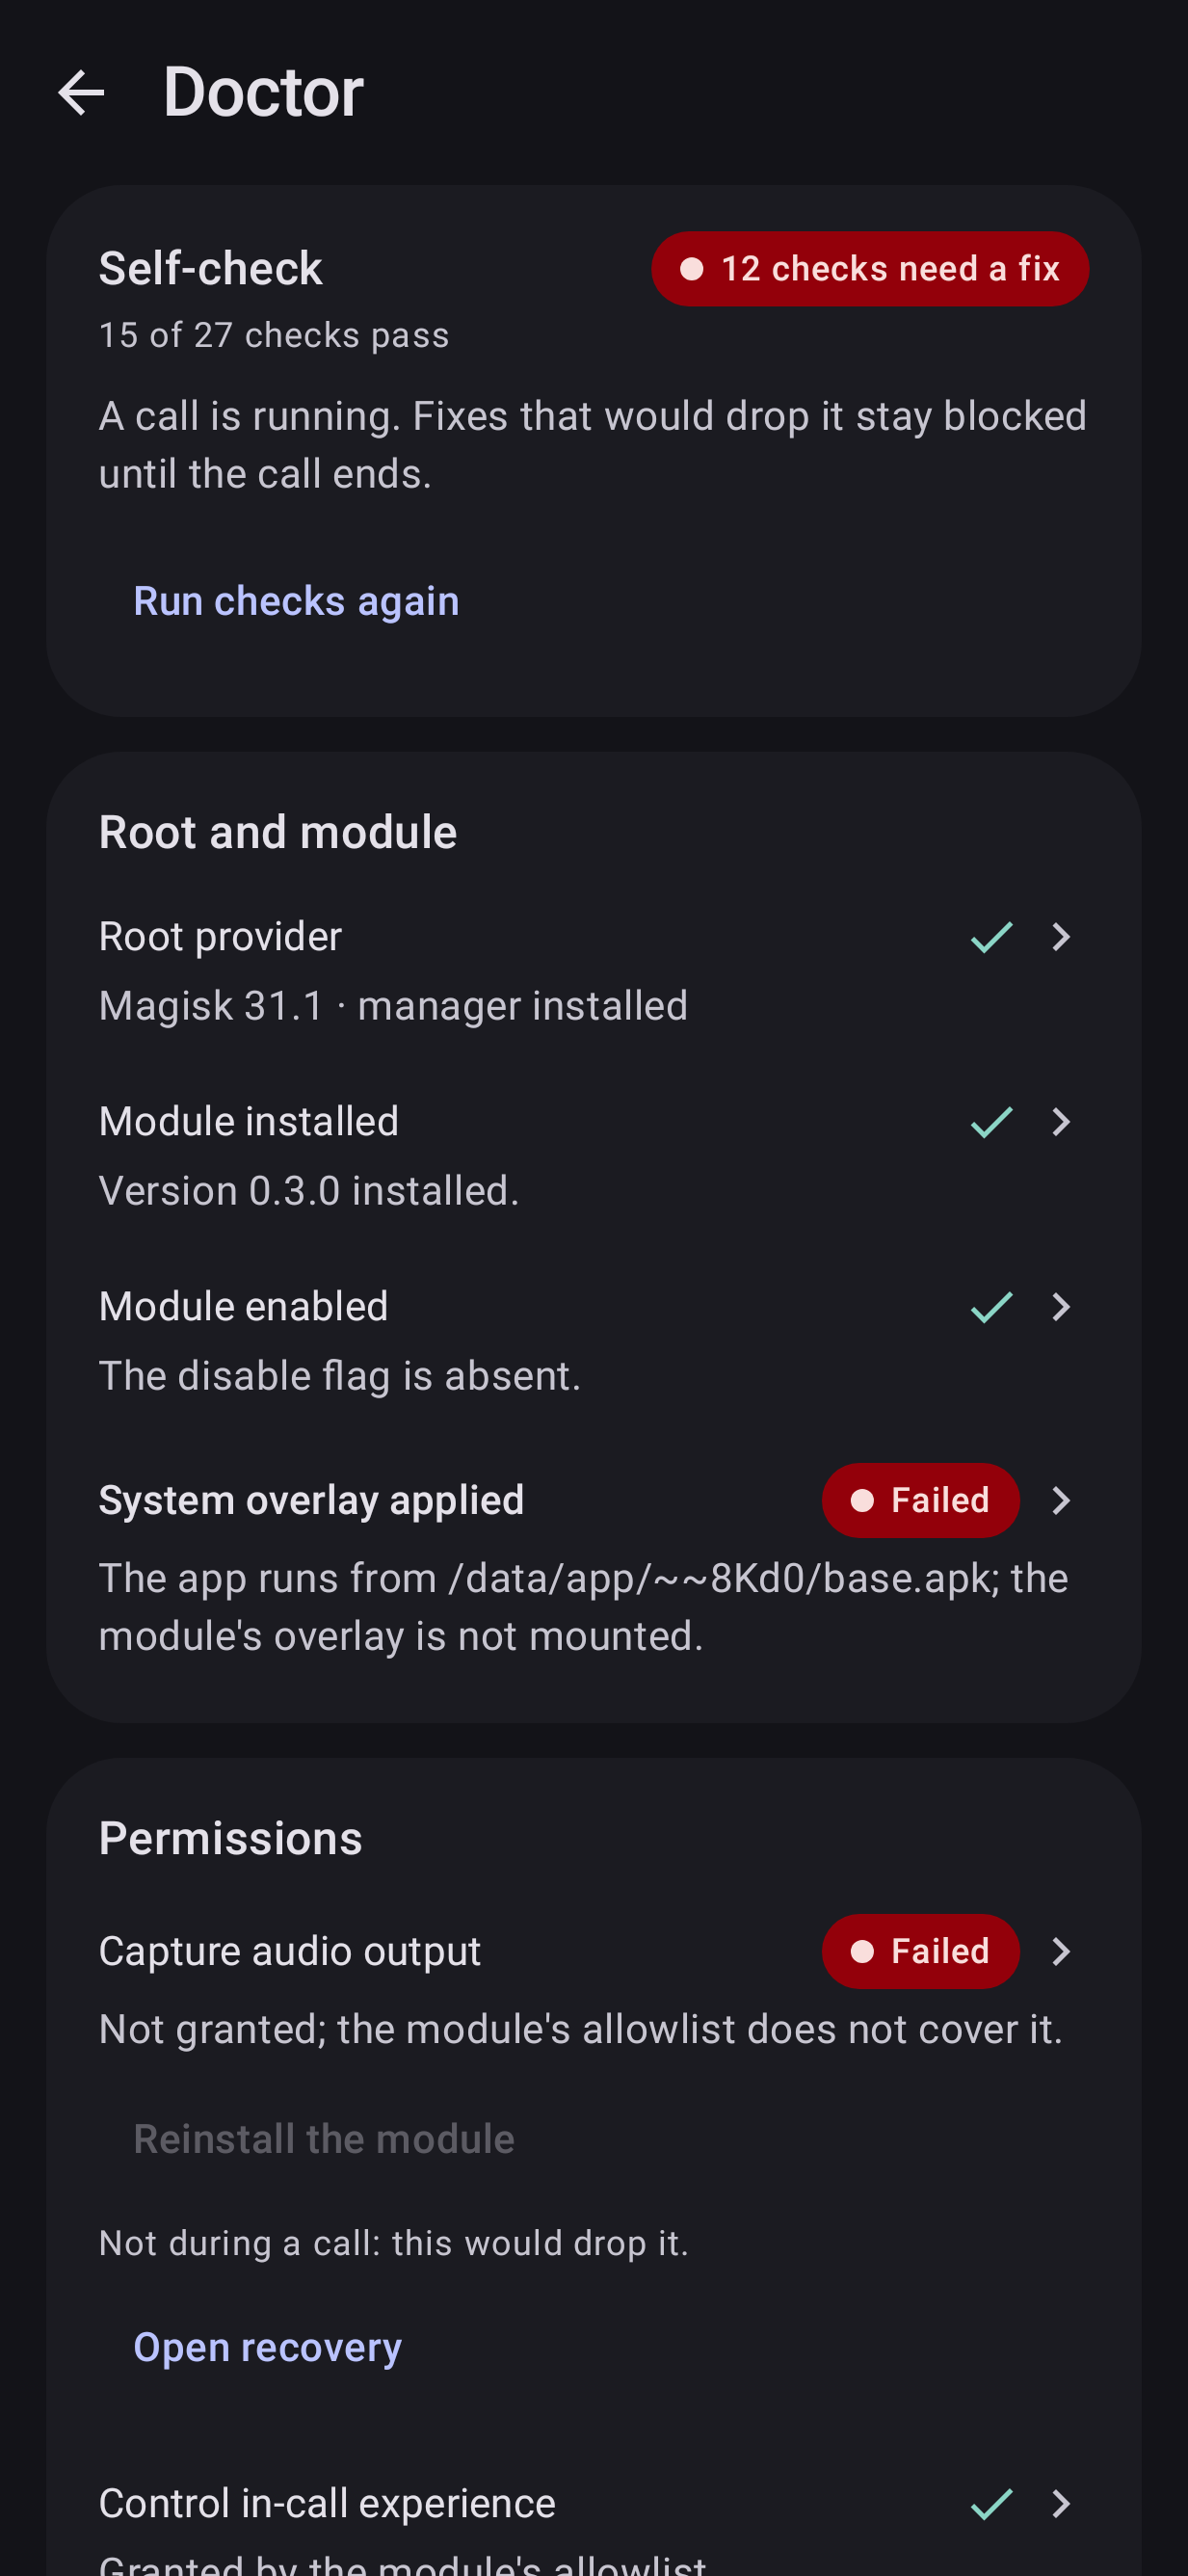 Doctor
Self-check
12 checks need a fix
15 of 27 checks pass
A call is running. Fixes that would drop it stay blocked
until the call ends.
Run checks again
Root and module
Root provider
Magisk 31.1 · manager installed
Module installed
Version 0.3.0 installed.
Module enabled
The disable flag is absent.
System overlay applied
Failed
The app runs from /data/app/~~8Kd0/base.apk; the
module's overlay is not mounted.
Permissions
Capture audio output
Failed
Not granted; the module's allowlist does not cover it.
Reinstall the module
Not during a call: this would drop it.
Open recovery
Control in-call experience
Granted by the module's allowlist.